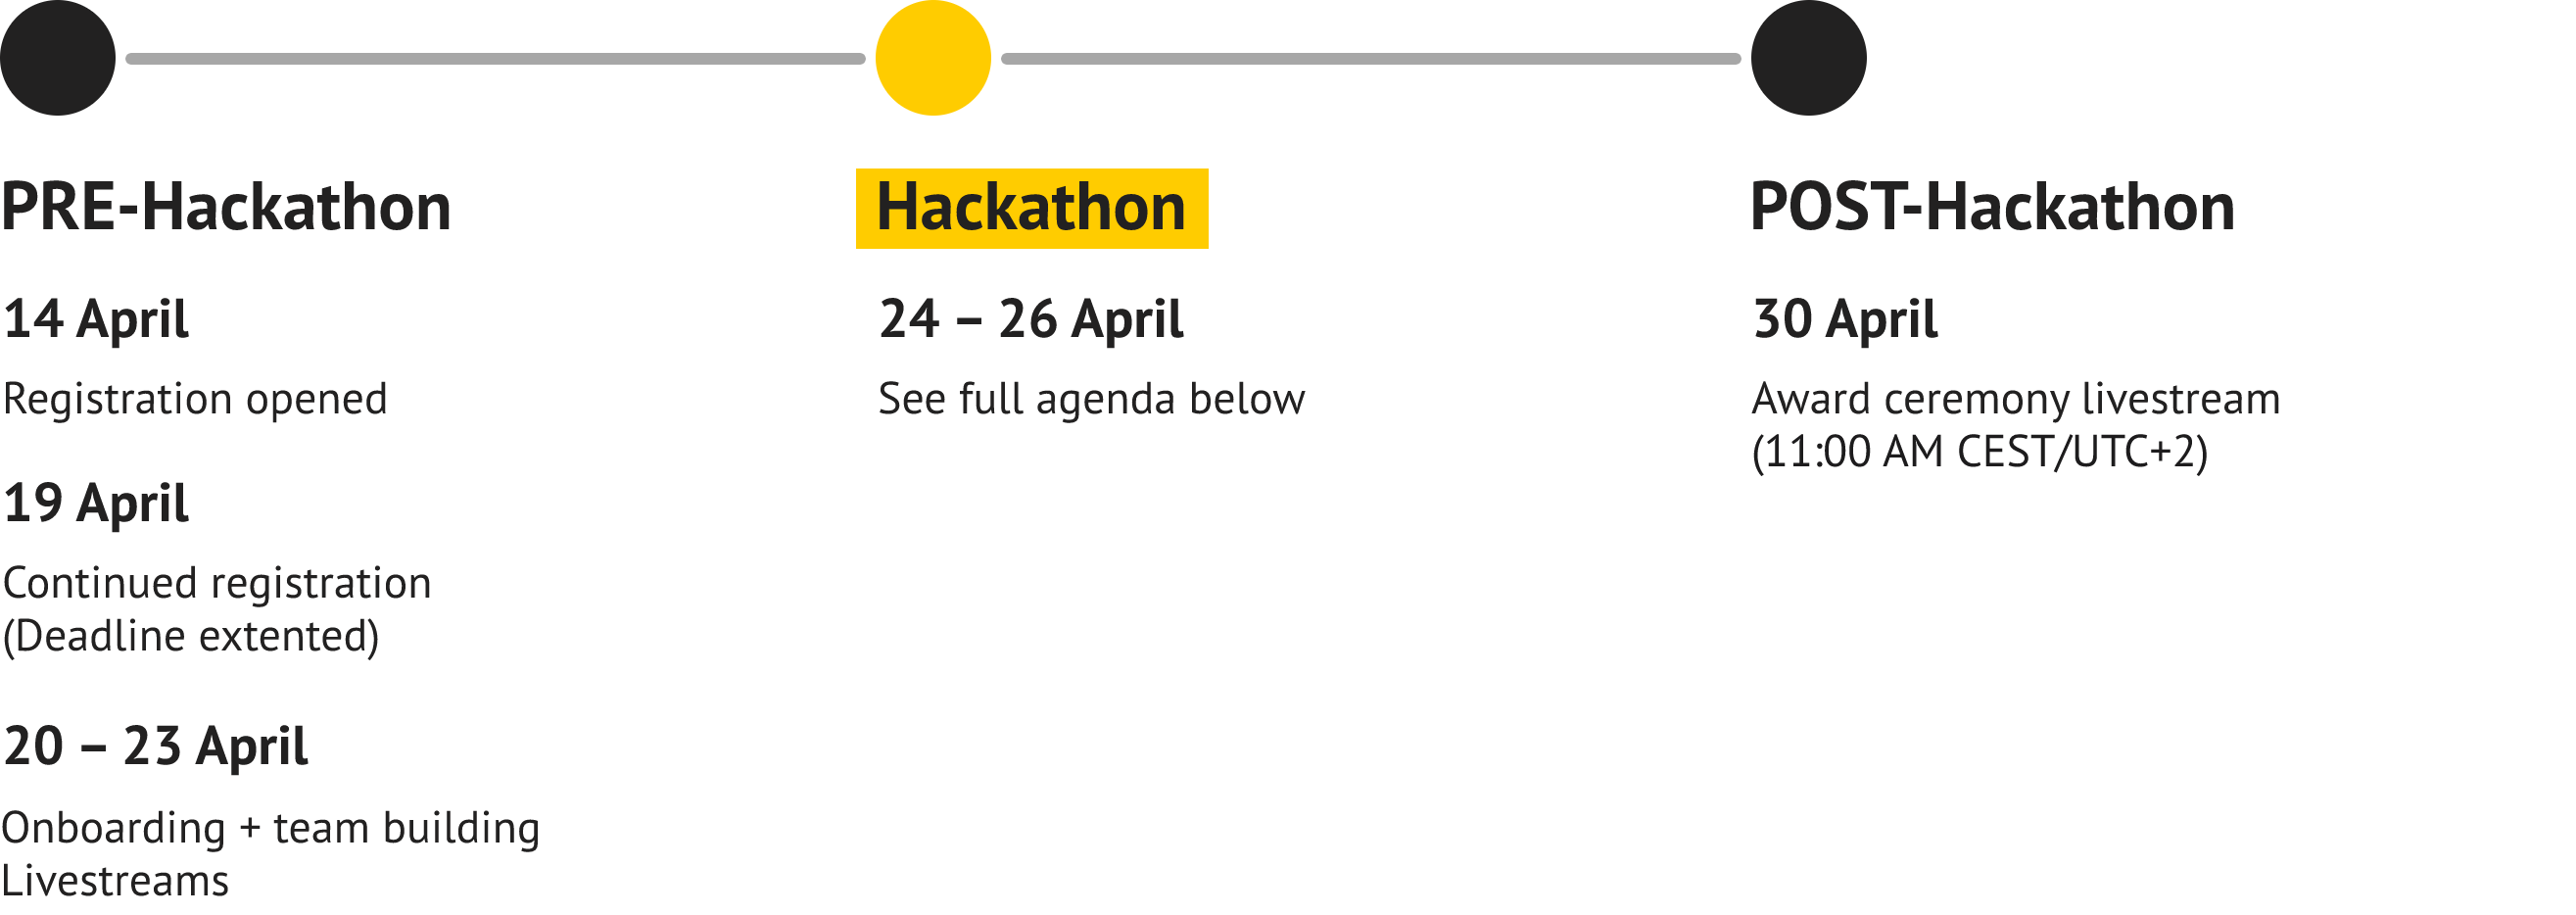 PRE-Hackathon
14 April
Registration opened
19 April
Continued registration
(Deadline extented)
20 – 23 April
Onboarding + team building
Livestreams
Hackathon
24 – 26 April
See full agenda below
POST-Hackathon
30 April
Award ceremony livestream
(11:00 AM CEST/UTC+2)